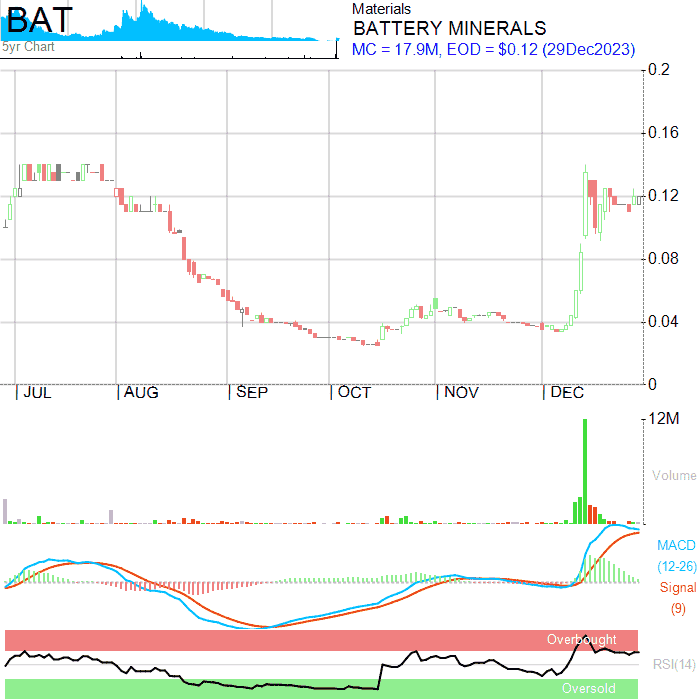 BAT
5yr Chart
Materials
BATTERY MINERALS
MC = 17.9M, EOD = $0.12 (29Dec2023)
0.2
0.16
0.12
0.08
0.04
0
JUL AUG SEP OCT NOV DEC
12M
Volume
MACD
(12-26)
Signal
(9)
Overbought
RSI(14)
Oversold